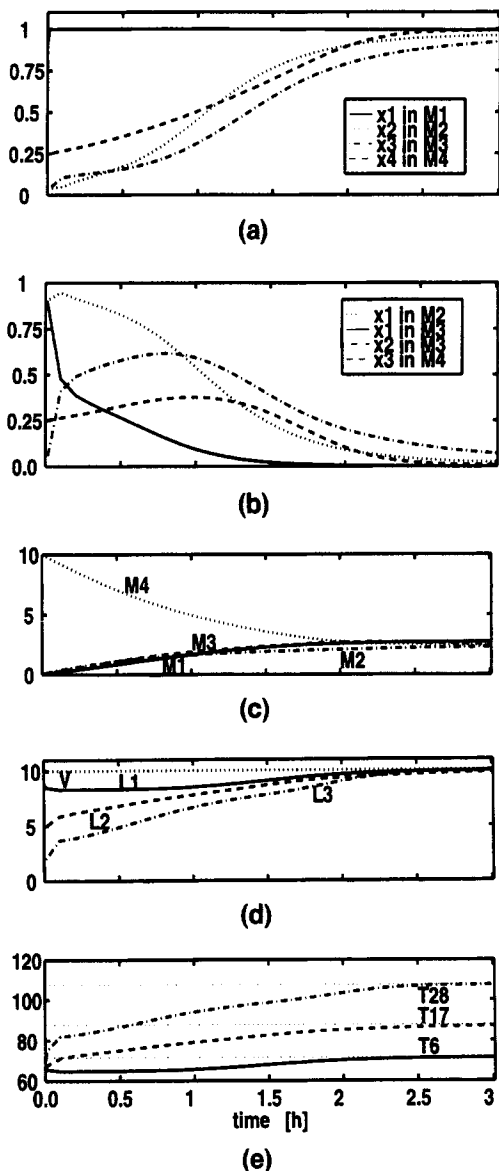 1
0.75
0.5
0.25
0
x1 in M1
x2 in M2
x3 in M3
x4 in M4
(a)
1
0.75
0.5
0.25
0.0
x1 in M2
x1 in M3
x2 in M3
x3 in M4
(b)
10
5
0
M4
M3
M1
M2
(c)
10
5
0
V
L1
L2
L3
(d)
120
100
80
60
T28
T17
T6
0.0
0.5
1
1.5
2
2.5
3
time [h]
(e)